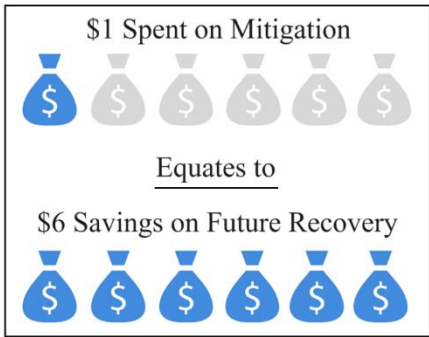 $1 Spent on Mitigation
$ $ $ $ $ $
Equates to
$6 Savings on Future Recovery
$ $ $ $ $ $